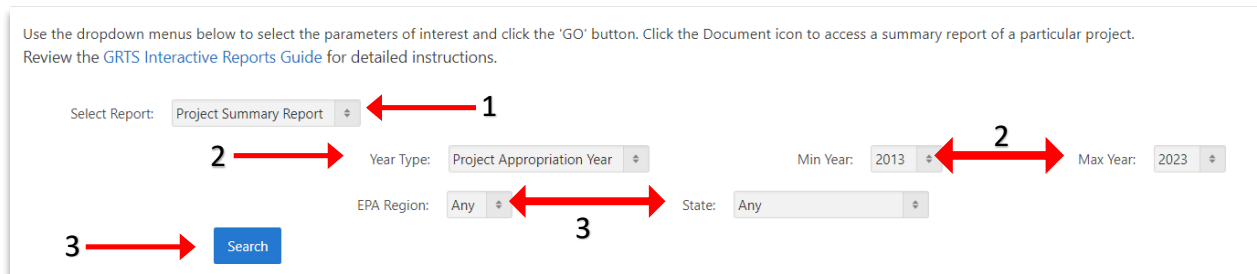 Use the dropdown menus below to select the parameters of interest and click the 'GO' button. Click the Document icon to access a summary report of a particular project.
Review the GRTS Interactive Reports Guide for detailed instructions.
Select Report: Project Summary Report 1
2 Year Type: Project Appropriation Year Min Year: 2013 2 Max Year: 2023
EPA Region: Any 3 State: Any
3 Search